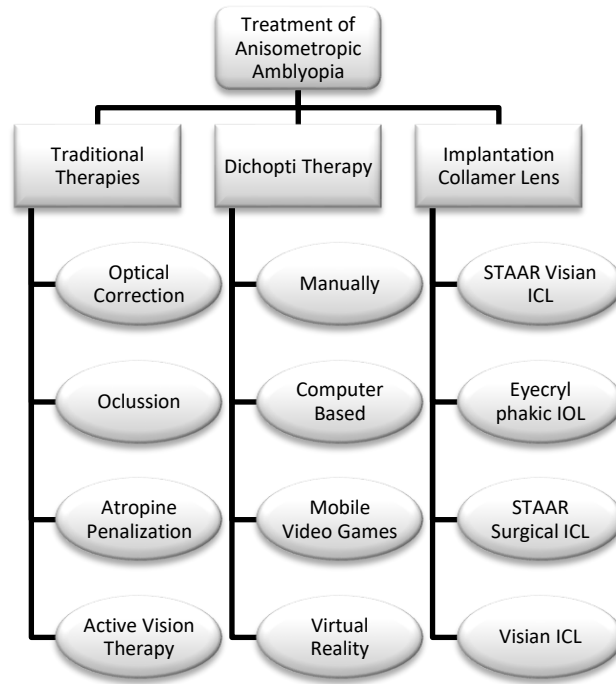 Treatment of
Anisometropic
Amblyopia
Traditional
Therapies
Optical
Correction
Oclussion
Atropine
Penalization
Active Vision
Therapy
Dichopti Therapy
Manually
Computer
Based
Mobile
Video Games
Virtual
Reality
Implantation
Collamer Lens
STAAR Visian
ICL
Eyecryl
phakic IOL
STAAR
Surgical ICL
Visian ICL